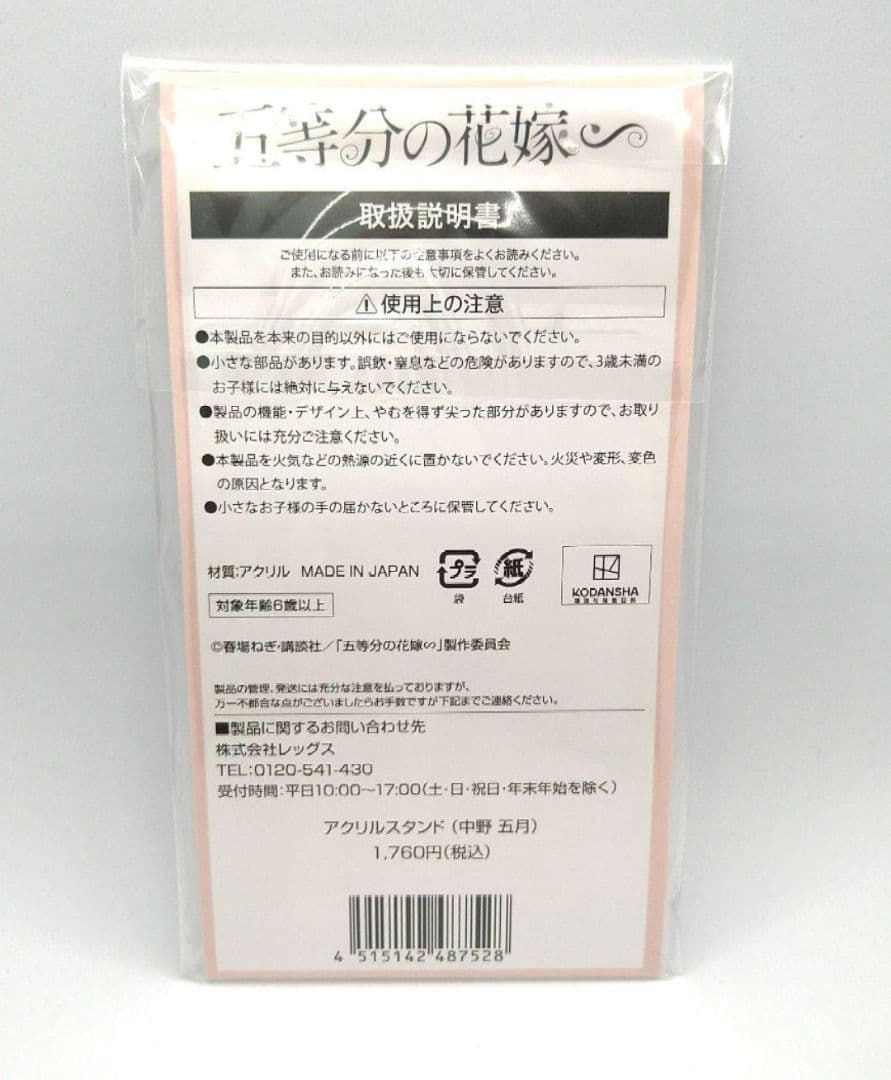 五等分の花嫁∽
取扱説明書
ご使用になる前に以下の注意事項をよくお読みください。
また、お読みになった後も大切に保管してください。
⚠使用上の注意
●本製品を本来の目的以外にはご使用にならないでください。
●小さな部品があります。誤飲・窒息などの危険がありますので、3歳未満の
お子様には絶対に与えないでください。
●製品の機能・デザイン上、やむを得ず尖った部分がありますので、お取り
扱いには充分ご注意ください。
●本製品を火気などの熱源の近くに置かないでください。火災や変形、変色
の原因となります。
●小さなお子様の手の届かないところに保管してください。
材質:アクリル MADE IN JAPAN
プラ
袋
紙
台紙
KODANSHA
対象年齢6歳以上
©春場ねぎ・講談社/「五等分の花嫁∽」製作委員会
製品の管理、発送には充分な注意を払っておりますが、
万一不都合な点がございましたらお手数ですが下記までご連絡ください。
■製品に関するお問い合わせ先
株式会社レッグス
TEL:0120-541-430
受付時間:平日10:00~17:00(土・日・祝日・年末年始を除く)
アクリルスタンド(中野 五月)
1,760円(税込)
4 515142 487528